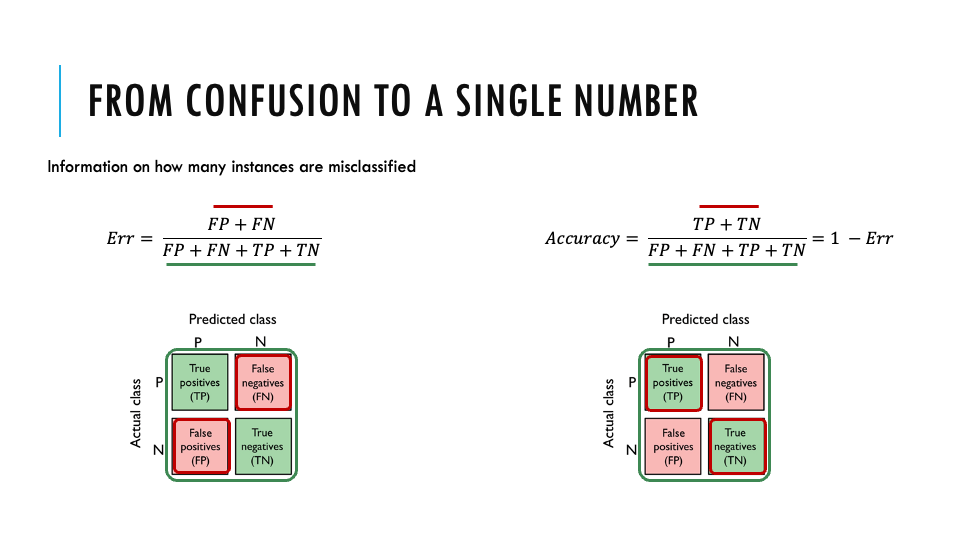 FROM CONFUSION TO A SINGLE NUMBER
Information on how many instances are misclassified
Err = (FP + FN) / (FP + FN + TP + TN)
Accuracy = (TP + TN) / (FP + FN + TP + TN) = 1 − Err
Predicted class
P N
Actual class
P
True positives (TP)
False negatives (FN)
N
False positives (FP)
True negatives (TN)
Predicted class
P N
Actual class
P
True positives (TP)
False negatives (FN)
N
False positives (FP)
True negatives (TN)